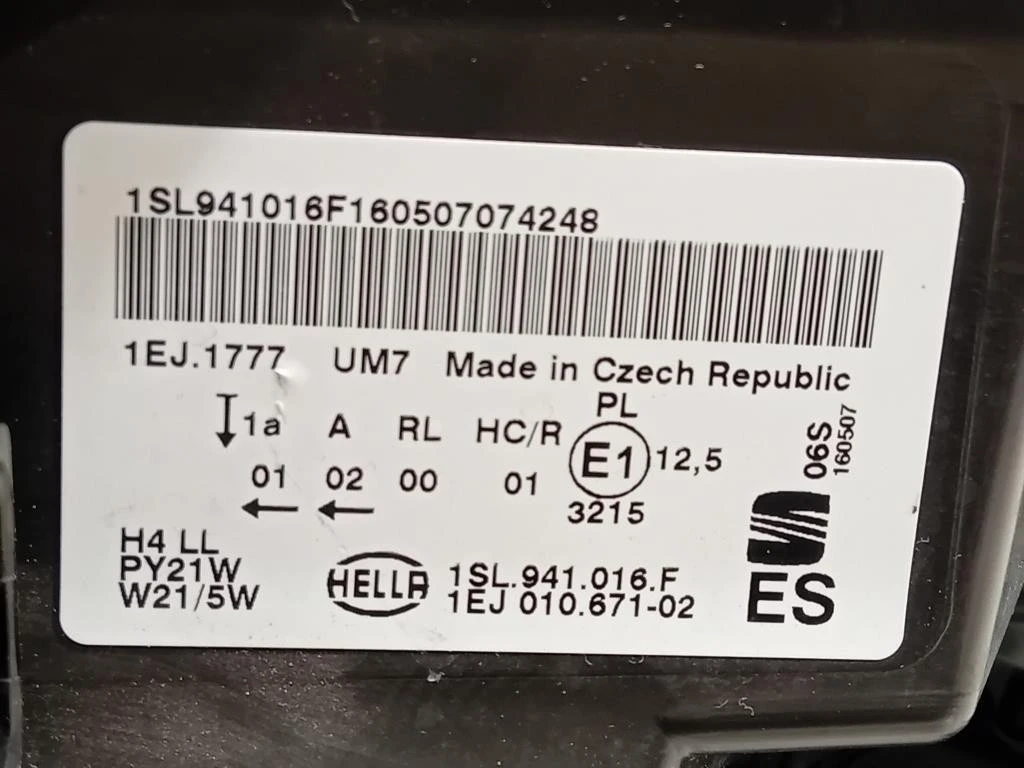 1SL941016F160507074248
1EJ.1777 UM7 Made in Czech Republic
PL
1a A RL HC/R E1 12,5
01 02 00 01
3215
06S
160507
H4 LL
PY21W
W21/5W
HELLA
1SL.941.016.F
1EJ 010.671-02
ES